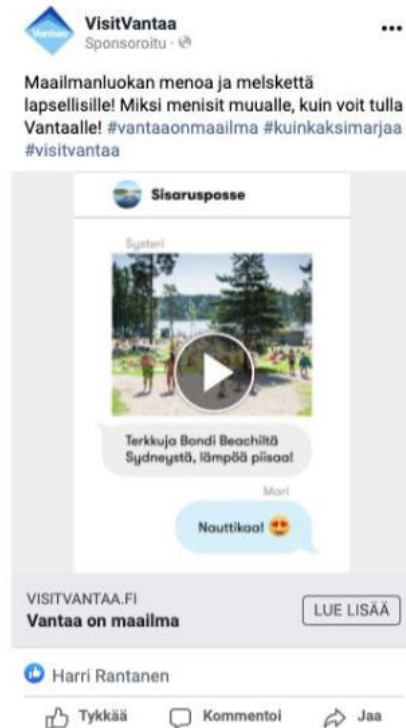 Vantaa
VisitVantaa
Sponsoroitu ·
Maailmanluokan menoa ja melskettä
lapsellisille! Miksi menisit muualle, kuin voit tulla
Vantaalle! #vantaaonmaailma #kuinkaksimarjaa
#visitvantaa
Sisarusposse
Systeri
Terkkuja Bondi Beachiltä
Sydneystä, lämpöä piisaa!
Mari
Nauttikaa!
VISITVANTAA.FI
Vantaa on maailma
LUE LISÄÄ
Harri Rantanen
Tykkää
Kommentoi
Jaa